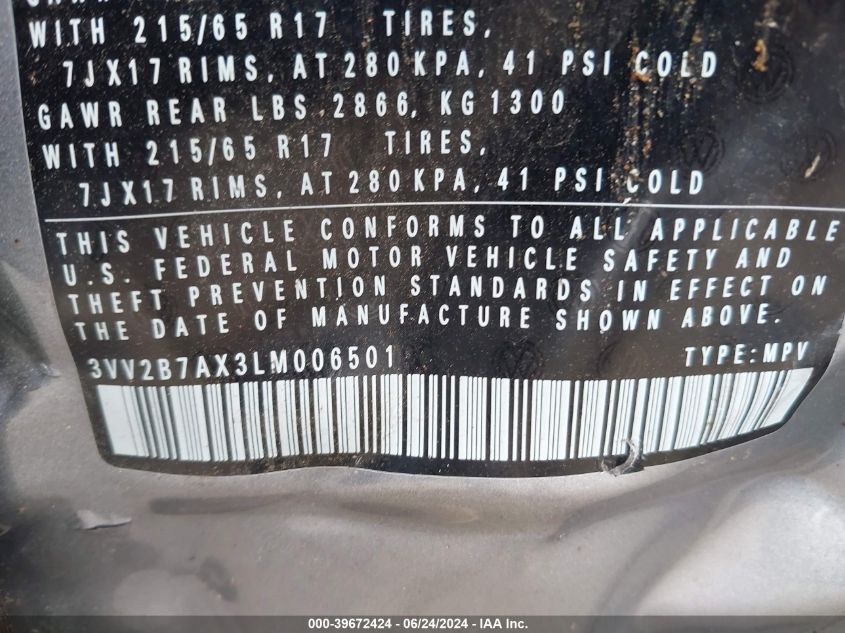 WITH 215/65 R17 TIRES,
7JX17 RIMS, AT 280 KPA, 41 PSI COLD
GAWR REAR LBS 2866, KG 1300
WITH 215/65 R17 TIRES,
7JX17 RIMS, AT 280 KPA, 41 PSI COLD
THIS VEHICLE CONFORMS TO ALL APPLICABLE
U.S. FEDERAL MOTOR VEHICLE SAFETY AND
THEFT PREVENTION STANDARDS IN EFFECT ON
THE DATE OF MANUFACTURE SHOWN ABOVE.
3VV2B7AX3LM006501 TYPE: MPV
000-39672424 - 06/24/2024 - IAA Inc.